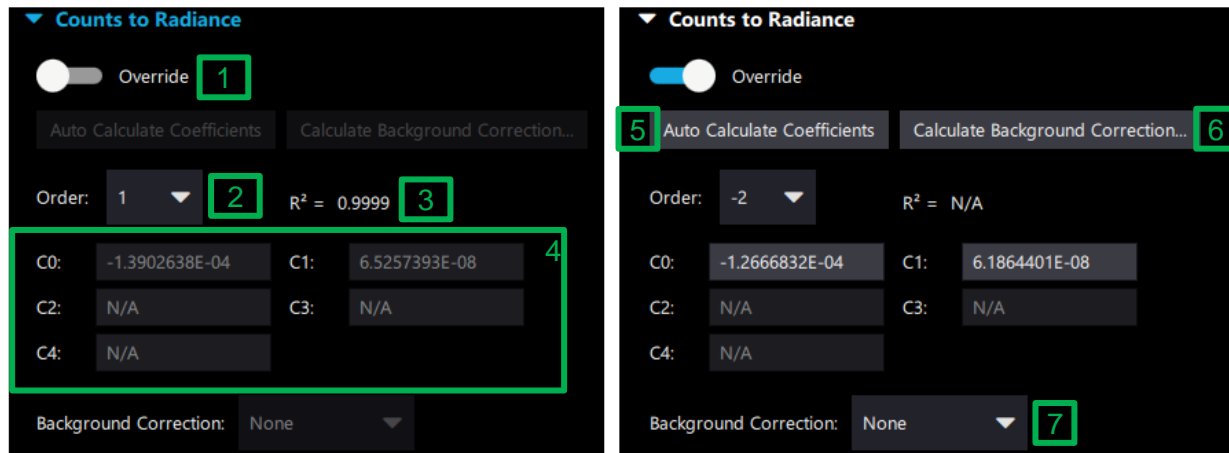 Counts to Radiance
Override 1
Auto Calculate Coefficients Calculate Background Correction...
Order: 1 2 R² = 0.9999 3
4
C0: -1.3902638E-04 C1: 6.5257393E-08
C2: N/A C3: N/A
C4: N/A
Background Correction: None
Counts to Radiance
Override
5 Auto Calculate Coefficients Calculate Background Correction... 6
Order: -2 R² = N/A
C0: -1.2666832E-04 C1: 6.1864401E-08
C2: N/A C3: N/A
C4: N/A
Background Correction: None 7